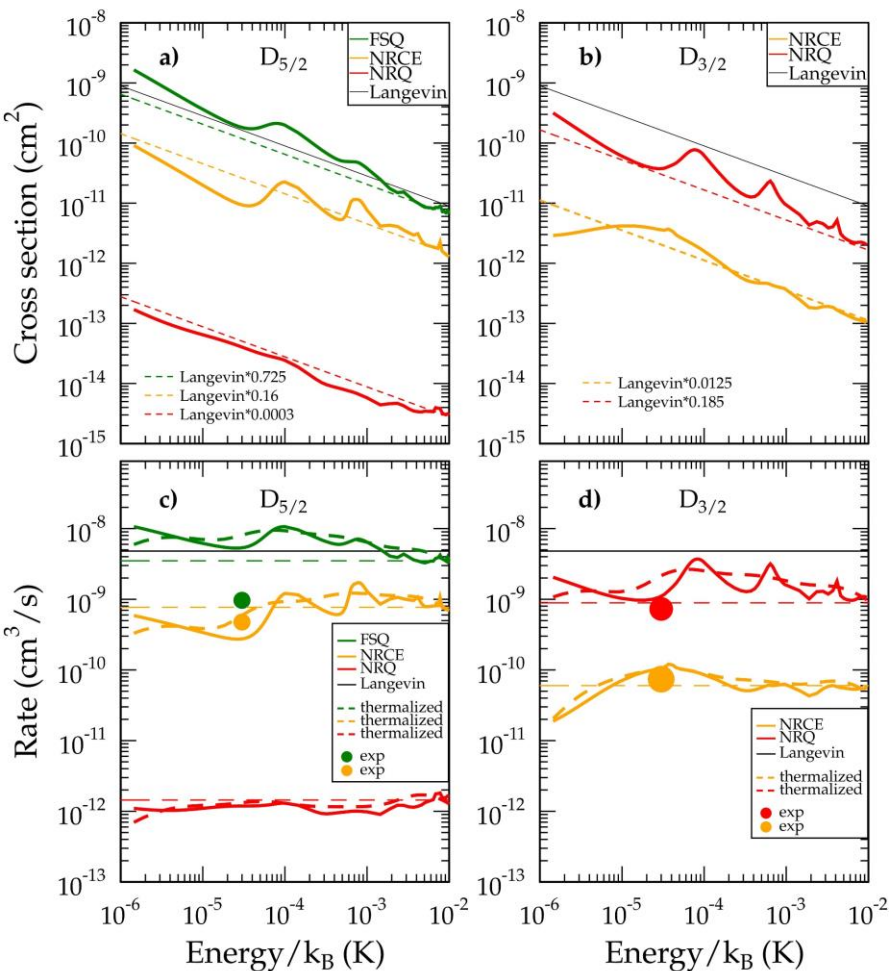 a)
D5/2
FSQ
NRCE
NRQ
Langevin
Langevin*0.725
Langevin*0.16
Langevin*0.0003
Cross section (cm²)
10⁻⁸
10⁻⁹
10⁻¹⁰
10⁻¹¹
10⁻¹²
10⁻¹³
10⁻¹⁴
10⁻¹⁵
b)
D3/2
NRCE
NRQ
Langevin
Langevin*0.0125
Langevin*0.185
c)
D5/2
FSQ
NRCE
NRQ
Langevin
thermalized
thermalized
thermalized
exp
exp
Rate (cm³/s)
10⁻⁸
10⁻⁹
10⁻¹⁰
10⁻¹¹
10⁻¹²
10⁻¹³
10⁻⁶ 10⁻⁵ 10⁻⁴ 10⁻³ 10⁻²
Energy/kB (K)
d)
D3/2
NRCE
NRQ
Langevin
thermalized
thermalized
exp
exp
10⁻⁶ 10⁻⁵ 10⁻⁴ 10⁻³ 10⁻²
Energy/kB (K)